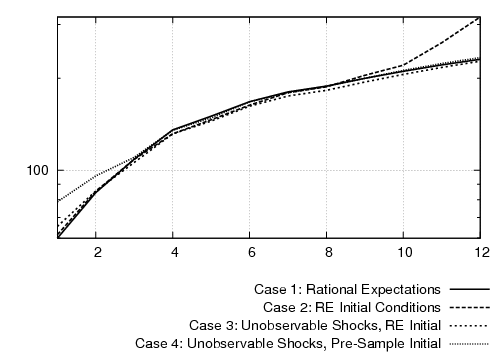 100
2 4 6 8 10 12
Case 1: Rational Expectations
Case 2: RE Initial Conditions
Case 3: Unobservable Shocks, RE Initial
Case 4: Unobservable Shocks, Pre-Sample Initial